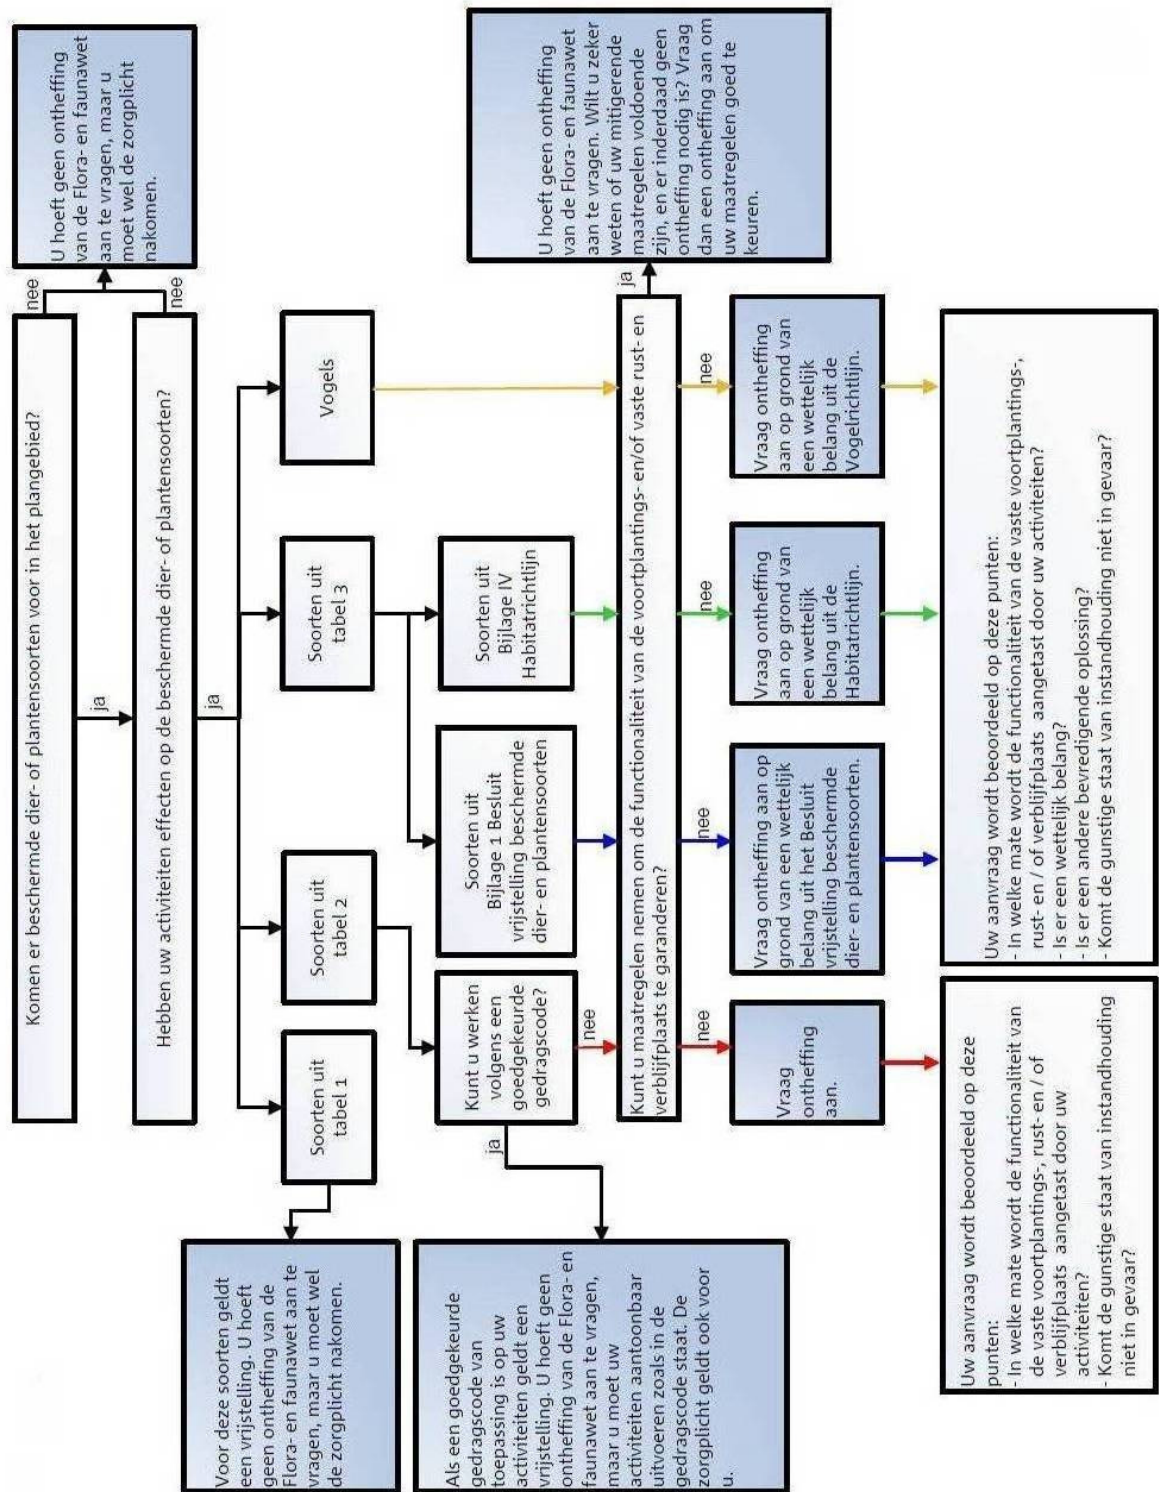 Komen er beschermde dier- of plantensoorten voor in het plangebied?
nee
U hoeft geen ontheffing
van de Flora- en faunawet
aan te vragen, maar u
moet wel de zorgplicht
nakomen.
ja
Hebben uw activiteiten effecten op de beschermde dier- of plantensoorten?
nee
ja
Soorten uit
tabel 1
Soorten uit
tabel 2
Soorten uit
tabel 3
Vogels
Voor deze soorten geldt
een vrijstelling. U hoeft
geen ontheffing van de
Flora- en faunawet aan te
vragen, maar u moet wel
de zorgplicht nakomen.
Kunt u werken
volgens een
goedgekeurde
gedragscode?
Soorten uit
Bijlage 1 Besluit
vrijstelling beschermde
dier- en plantensoorten
Soorten uit
Bijlage IV
Habitatrichtlijn
ja
nee
Als een goedgekeurde
gedragscode van
toepassing is op uw
activiteiten geldt een
vrijstelling. U hoeft geen
ontheffing van de Flora- en
faunawet aan te vragen,
maar u moet uw
activiteiten aantoonbaar
uitvoeren zoals in de
gedragscode staat. De
zorgplicht geldt ook voor
u.
Kunt u maatregelen nemen om de functionaliteit van de voortplantings- en/of vaste rust- en
verblijfplaats te garanderen?
ja
U hoeft geen ontheffing
van de Flora- en faunawet
aan te vragen. Wilt u zeker
weten of uw mitigerende
maatregelen voldoende
zijn, en er inderdaad geen
ontheffing nodig is? Vraag
dan een ontheffing aan om
uw maatregelen goed te
keuren.
nee
nee
nee
nee
Vraag
ontheffing
aan.
Vraag ontheffing aan op
grond van een wettelijk
belang uit het Besluit
vrijstelling beschermde
dier- en plantensoorten.
Vraag ontheffing
aan op grond van
een wettelijk
belang uit de
Habitatrichtlijn.
Vraag ontheffing
aan op grond van
een wettelijk
belang uit de
Vogelrichtlijn.
Uw aanvraag wordt beoordeeld op deze
punten:
- In welke mate wordt de functionaliteit van
de vaste voortplantings-, rust- en / of
verblijfplaats aangetast door uw
activiteiten?
- Komt de gunstige staat van instandhouding
niet in gevaar?
Uw aanvraag wordt beoordeeld op deze punten:
- In welke mate wordt de functionaliteit van de vaste voortplantings-,
rust- en / of verblijfplaats aangetast door uw activiteiten?
- Is er een wettelijk belang?
- Is er een andere bevredigende oplossing?
- Komt de gunstige staat van instandhouding niet in gevaar?